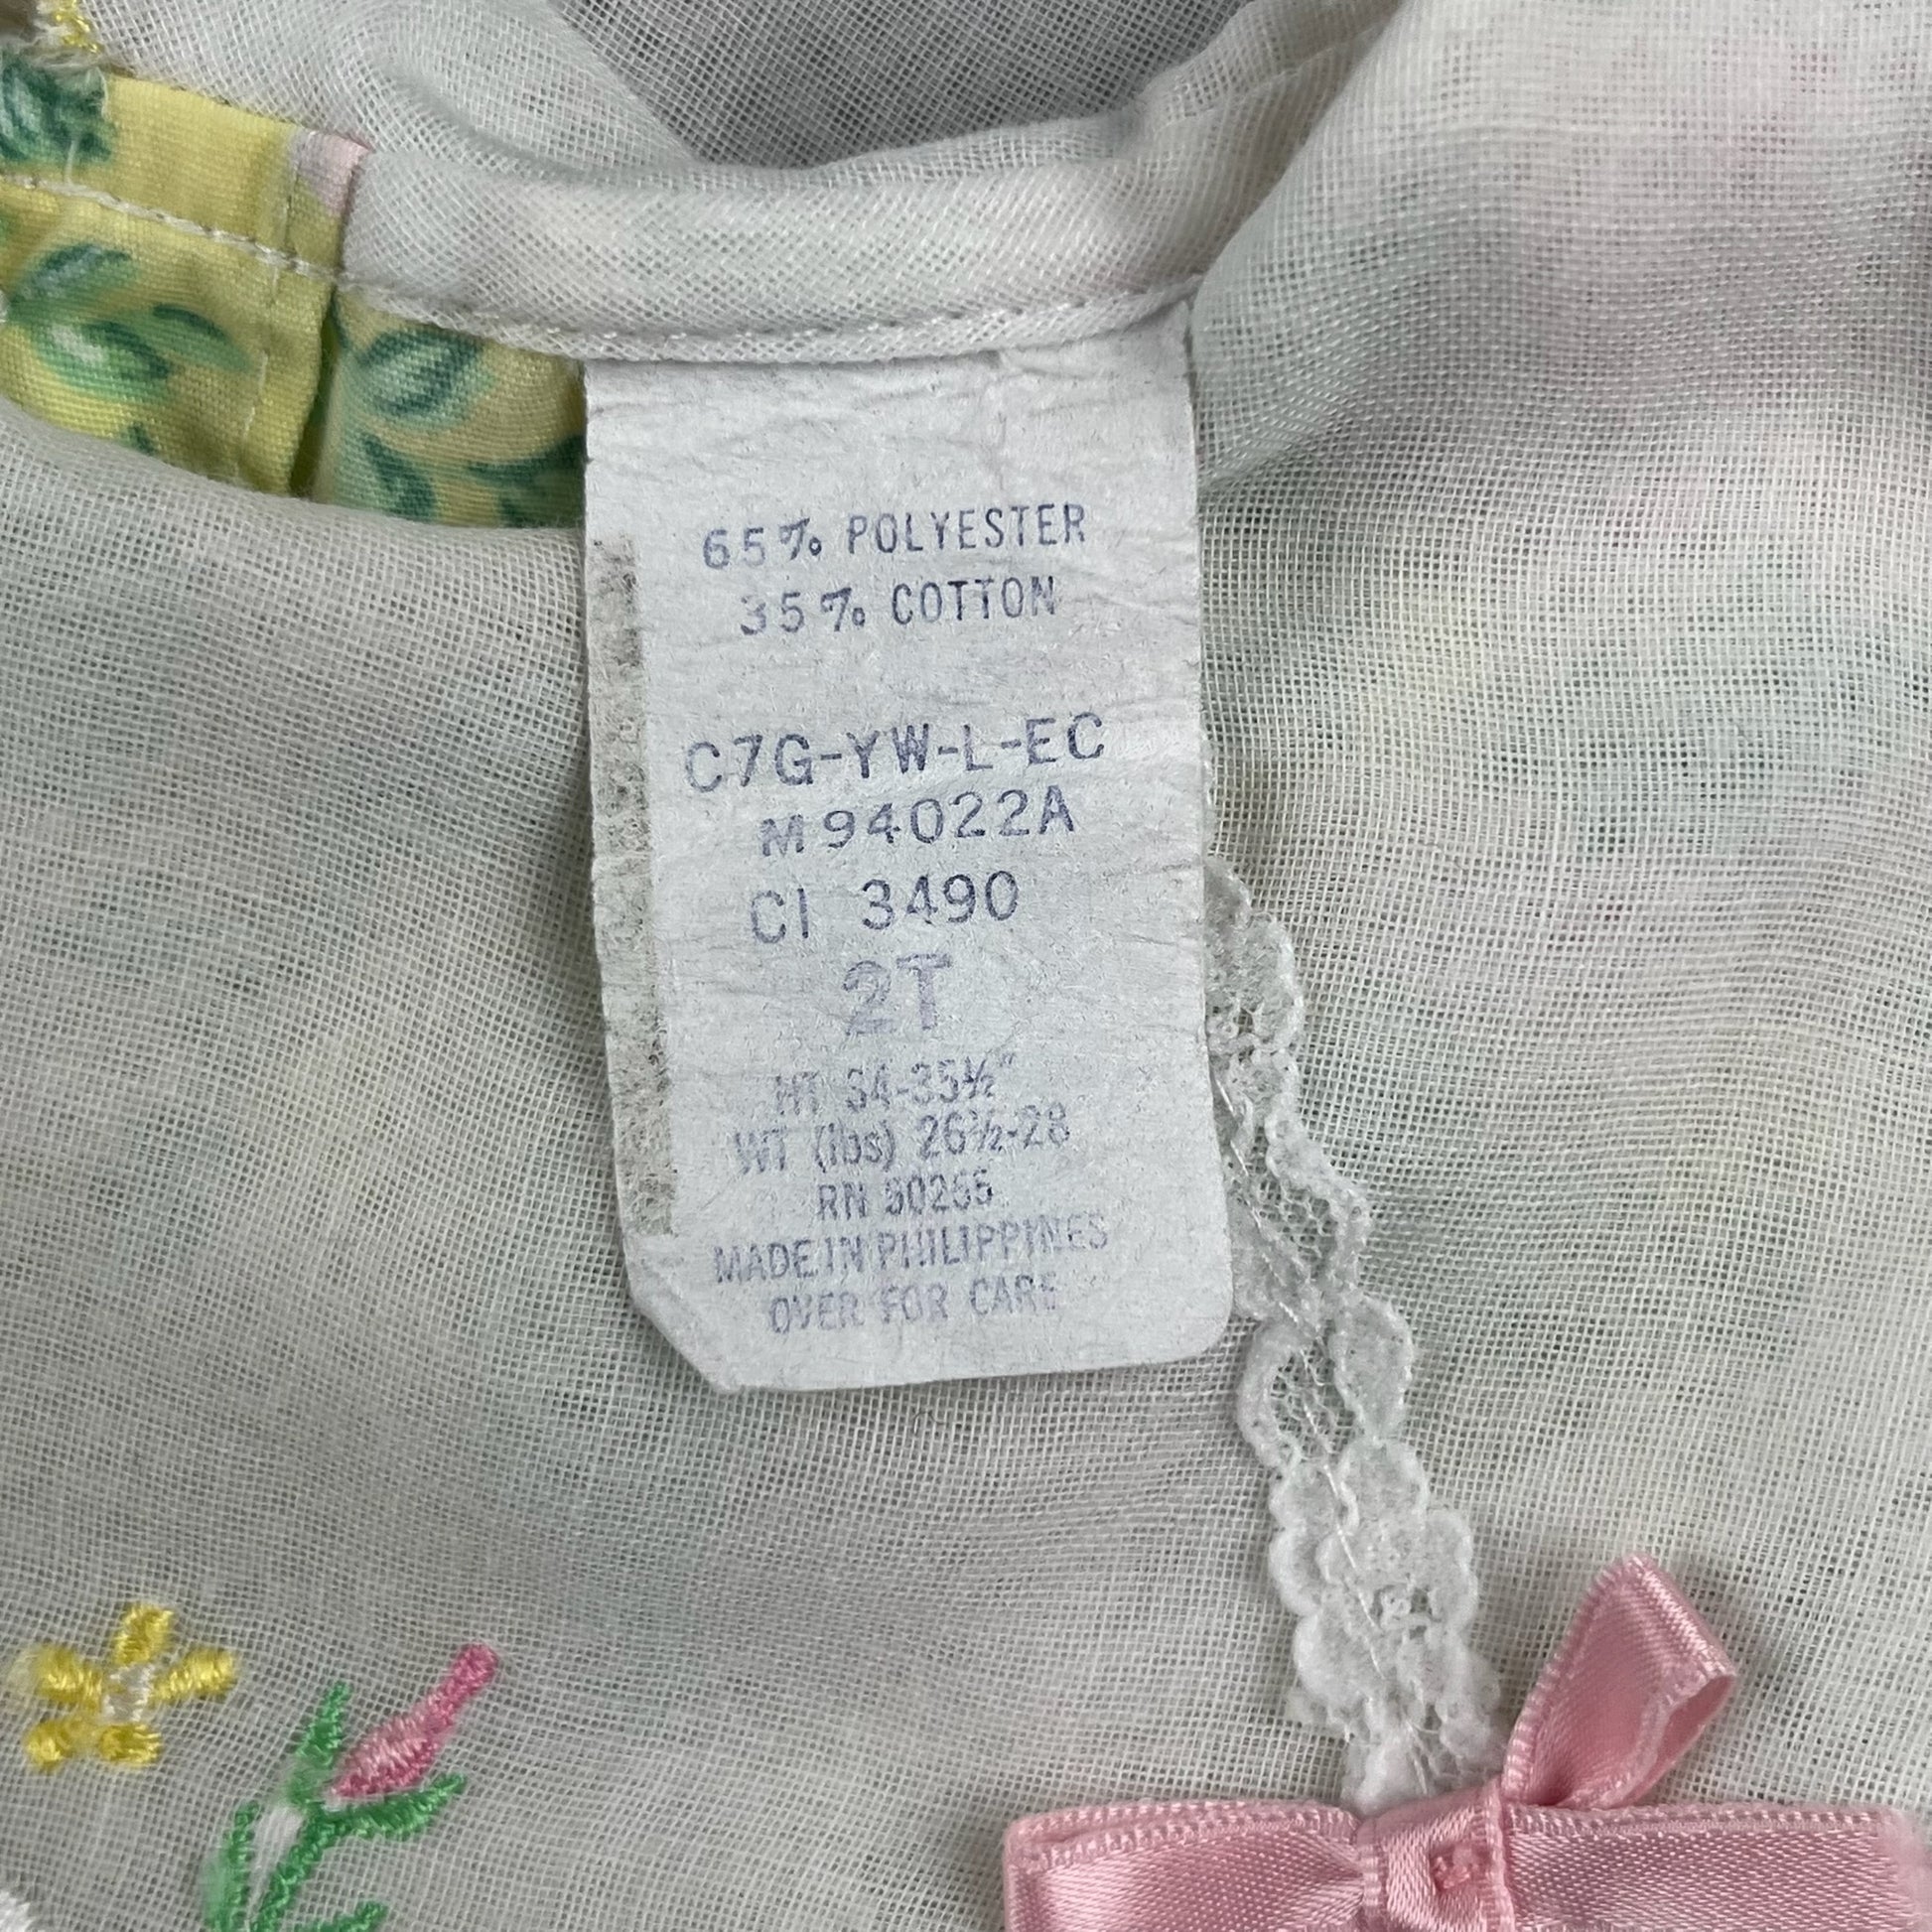 65% POLYESTER
35% COTTON
C7G-YW-L-EC
M94022A
CI 3490
2T
HT 34-35½"
WT (lbs) 26½-28
RN 50265
MADE IN PHILIPPINES
OVER FOR CARE